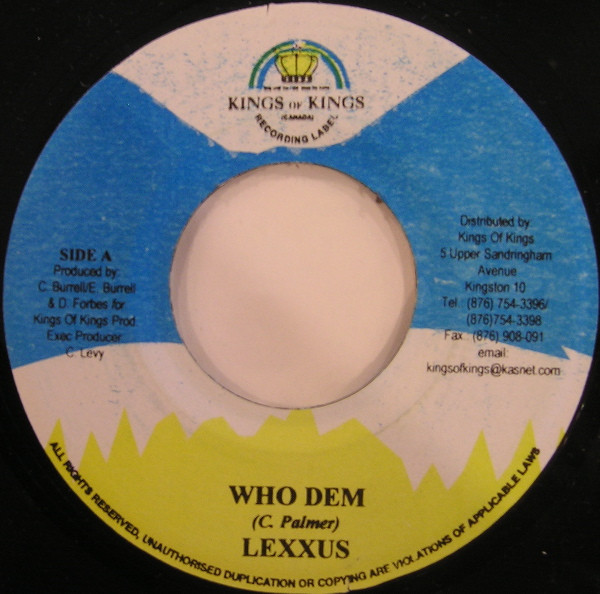 KINGS OF KINGS
(CANADA)
RECORDING LABEL
SIDE A
Produced by:
C. Burrell/E. Burrell
& D. Forbes for
Kings Of Kings Prod.
Exec Producer
C. Levy
Distributed by
Kings Of Kings
5 Upper Sandringham
Avenue
Kingston 10
Tel : (876) 754-3396/
(876)754-3398
Fax : (876) 908-091
email:
kingsofkings@kasnet.com
WHO DEM
(C. Palmer)
LEXXUS
ALL RIGHTS RESERVED, UNAUTHORISED DUPLICATION OR COPYING ARE VIOLATIONS OF APPLICABLE LAWS